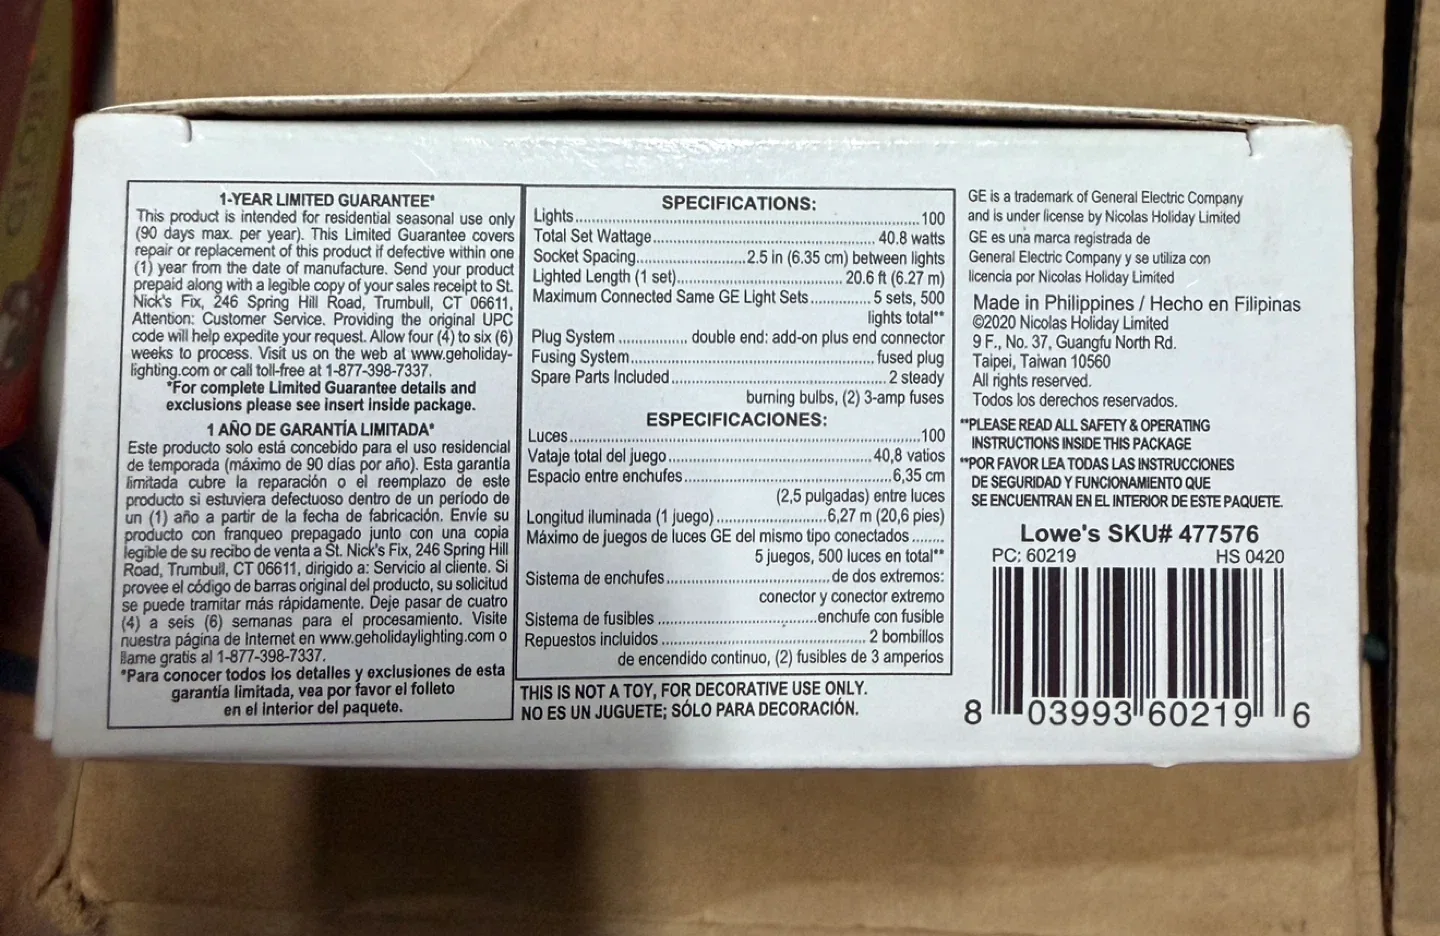 1-YEAR LIMITED GUARANTEE*
This product is intended for residential seasonal use only
(90 days max. per year). This Limited Guarantee covers
repair or replacement of this product if defective within one
(1) year from the date of manufacture. Send your product
prepaid along with a legible copy of your sales receipt to St.
Nick's Fix, 246 Spring Hill Road, Trumbull, CT 06611,
Attention: Customer Service. Providing the original UPC
code will help expedite your request. Allow four (4) to six (6)
weeks to process. Visit us on the web at www.geholiday-
lighting.com or call toll-free at 1-877-398-7337.
*For complete Limited Guarantee details and
exclusions please see insert inside package.
1 AÑO DE GARANTÍA LIMITADA*
Este producto solo está concebido para el uso residencial
de temporada (máximo de 90 días por año). Esta garantía
limitada cubre la reparación o el reemplazo de este
producto si estuviera defectuoso dentro de un período de
un (1) año a partir de la fecha de fabricación. Envíe su
producto con franqueo prepagado junto con una copia
legible de su recibo de venta a St. Nick's Fix, 246 Spring Hill
Road, Trumbull, CT 06611, dirigido a: Servicio al cliente. Si
provee el código de barras original del producto, su solicitud
se puede tramitar más rápidamente. Deje pasar de cuatro
(4) a seis (6) semanas para el procesamiento. Visite
nuestra página de Internet en www.geholidaylighting.com o
llame gratis al 1-877-398-7337.
*Para conocer todos los detalles y exclusiones de esta
garantía limitada, vea por favor el folleto
en el interior del paquete.
SPECIFICATIONS:
Lights...............100
Total Set Wattage............... 40.8 watts
Socket Spacing...............2.5 in (6.35 cm) between lights
Lighted Length (1 set)............... 20.6 ft (6.27 m)
Maximum Connected Same GE Light Sets............... 5 sets, 500
lights total**
Plug System ............... double end: add-on plus end connector
Fusing System............... fused plug
Spare Parts Included............... 2 steady
burning bulbs, (2) 3-amp fuses
ESPECIFICACIONES:
Luces...............100
Vataje total del juego............... 40,8 vatios
Espacio entre enchufes...............6,35 cm
(2,5 pulgadas) entre luces
Longitud iluminada (1 juego)...............6,27 m (20,6 pies)
Máximo de juegos de luces GE del mismo tipo conectados........
5 juegos, 500 luces en total**
Sistema de enchufes............... de dos extremos:
conector y conector extremo
Sistema de fusibles ...............enchufe con fusible
Repuestos incluidos ............... 2 bombillos
de encendido continuo, (2) fusibles de 3 amperios
THIS IS NOT A TOY, FOR DECORATIVE USE ONLY.
NO ES UN JUGUETE; SÓLO PARA DECORACIÓN.
GE is a trademark of General Electric Company
and is under license by Nicolas Holiday Limited
GE es una marca registrada de
General Electric Company y se utiliza con
licencia por Nicolas Holiday Limited
Made in Philippines / Hecho en Filipinas
©2020 Nicolas Holiday Limited
9 F., No. 37, Guangfu North Rd.
Taipei, Taiwan 10560
All rights reserved.
Todos los derechos reservados.
**PLEASE READ ALL SAFETY & OPERATING
INSTRUCTIONS INSIDE THIS PACKAGE
**POR FAVOR LEA TODAS LAS INSTRUCCIONES
DE SEGURIDAD Y FUNCIONAMIENTO QUE
SE ENCUENTRAN EN EL INTERIOR DE ESTE PAQUETE.
Lowe's SKU# 477576
PC: 60219 HS 0420
8 03993 60219 6